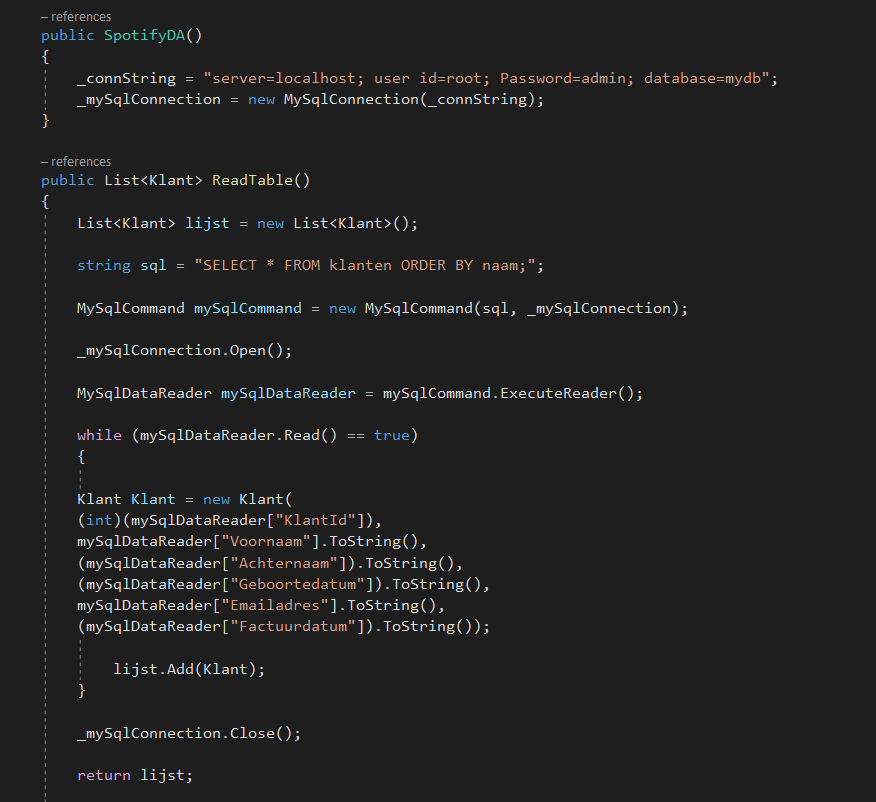 – references
public SpotifyDA()
{
_connString = "server=localhost; user id=root; Password=admin; database=mydb";
_mySqlConnection = new MySqlConnection(_connString);
}
– references
public List<Klant> ReadTable()
{
List<Klant> lijst = new List<Klant>();
string sql = "SELECT * FROM klanten ORDER BY naam;";
MySqlCommand mySqlCommand = new MySqlCommand(sql, _mySqlConnection);
_mySqlConnection.Open();
MySqlDataReader mySqlDataReader = mySqlCommand.ExecuteReader();
while (mySqlDataReader.Read() == true)
{
Klant Klant = new Klant(
(int)(mySqlDataReader["KlantId"]),
mySqlDataReader["Voornaam"].ToString(),
(mySqlDataReader["Achternaam"]).ToString(),
(mySqlDataReader["Geboortedatum"]).ToString(),
mySqlDataReader["Emailadres"].ToString(),
(mySqlDataReader["Factuurdatum"]).ToString());
lijst.Add(Klant);
}
_mySqlConnection.Close();
return lijst;